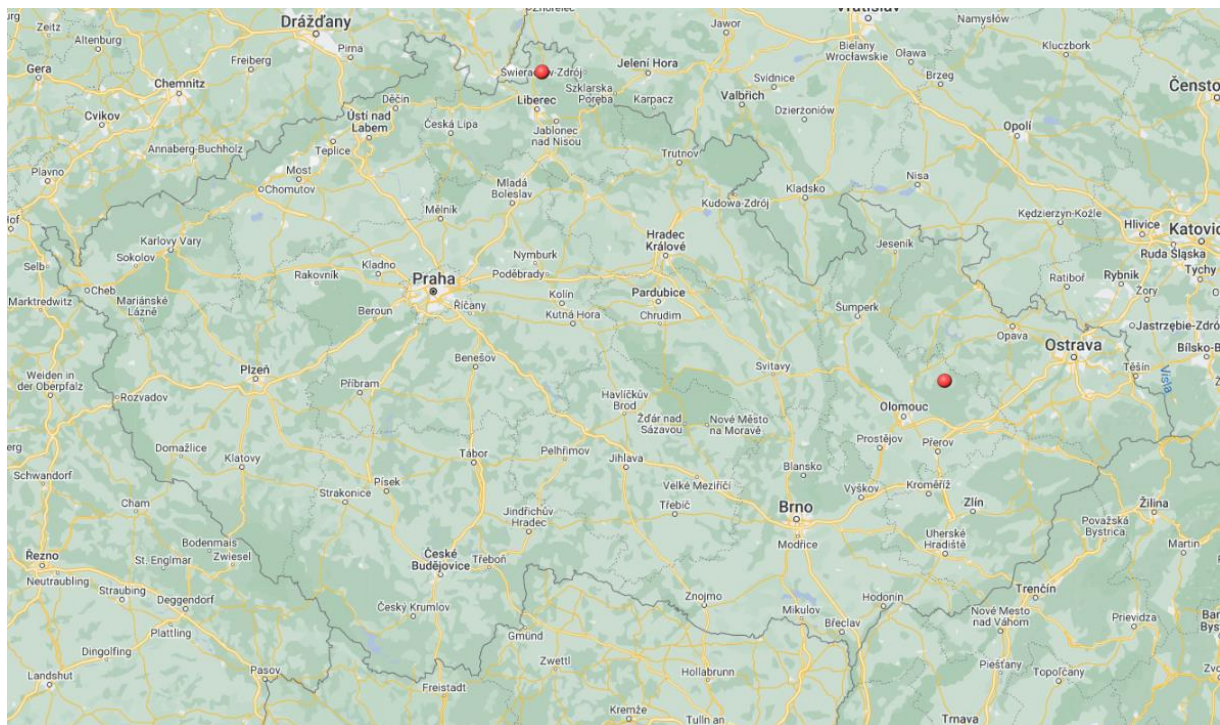 Zeitz
Altenburg
Gera
Chemnitz
Cvikov
Freiberg
Drážďany
Pirna
Annaberg-Buchholz
Plavno
Hof
Selb
Marktredwitz
Weiden in
der Oberpfalz
Schwandorf
Cham
Řezno
Neutraubling
Straubing
St. Englmar
Bodenmais
Zwiesel
Deggendorf
Plattling
Dingolfing
Landshut
Pasov
Świeradów-Zdrój
Jelení Hora
Szklarska
Poręba
Karpacz
Jawor
Vratislav
Bielany
Wrocławskie
Oława
Namysłów
Brzeg
Kluczbork
Svidnice
Valbřich
Dzierżoniów
Opolí
Čensto
Děčín
Ústí nad
Labem
Teplice
Most
Chomutov
Česká Lípa
Liberec
Jablonec
nad Nisou
Trutnov
Kudowa-Zdrój
Kladsko
Nisa
Kędzierzyn-Koźle
Hlivice
Katovic
Ruda Śląska
Tychy
Rybnik
Żory
Ratiboř
Jastrzębie-Zdrój
Bílsko-B
Karlovy Vary
Sokolov
Cheb
Mariánské
Lázně
Rakovník
Kladno
Beroun
Praha
Říčany
Mělník
Mladá
Boleslav
Nymburk
Poděbrady
Kolín
Kutná Hora
Hradec
Králové
Pardubice
Chrudim
Jeseník
Šumperk
Opava
Ostrava
Těšín
Visla
Plzeň
Rozvadov
Domažlice
Klatovy
Příbram
Benešov
Tábor
Písek
Strakonice
Pelhřimov
Havlíčkův
Brod
Žďár nad
Sázavou
Nové Město
na Moravě
Svitavy
Olomouc
Prostějov
Přerov
Jihlava
Velké Meziříčí
Třebíč
Blansko
Vyškov
Kroměříž
Zlín
Brno
Modřice
Uherské
Hradiště
Jindřichův
Hradec
České
Budějovice
Třeboň
Český Krumlov
Gmünd
Zwettl
Freistadt
Znojmo
Mikulov
Břeclav
Hodonín
Hollabrunn
Kremže
Tulln an
Trenčín
Nové Mesto
nad Váhom
Piešťany
Topoľčany
Trnava
Prievidza
Považská
Bystrica
Žilina
Martin